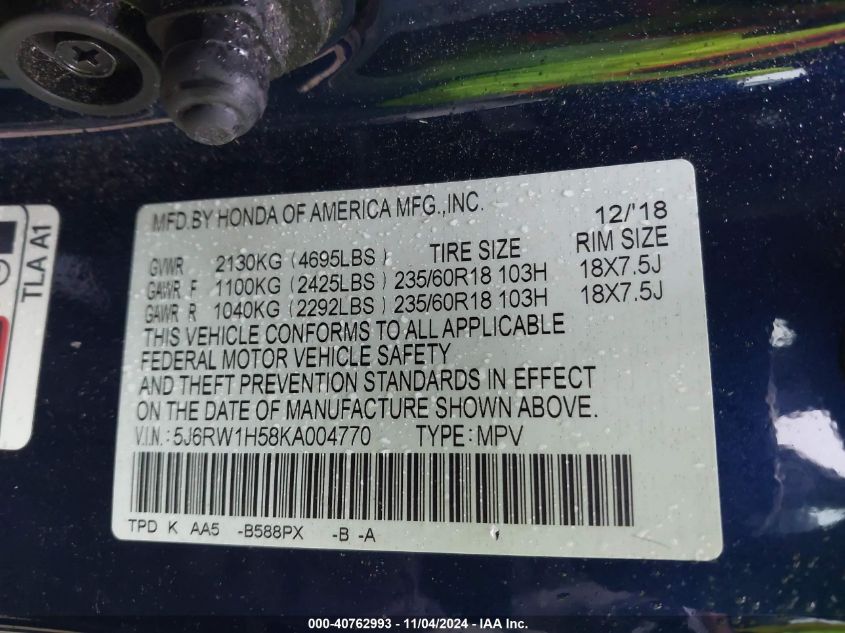 MFD.BY HONDA OF AMERICA MFG.,INC. 12/'18
GVWR 2130KG (4695LBS) TIRE SIZE RIM SIZE
GAWR F 1100KG (2425LBS) 235/60R18 103H 18X7.5J
GAWR R 1040KG (2292LBS) 235/60R18 103H 18X7.5J
THIS VEHICLE CONFORMS TO ALL APPLICABLE
FEDERAL MOTOR VEHICLE SAFETY
AND THEFT PREVENTION STANDARDS IN EFFECT
ON THE DATE OF MANUFACTURE SHOWN ABOVE.
V.I.N.: 5J6RW1H58KA004770 TYPE: MPV
TPD K AA5 -B588PX -B -A
TLA A1
000-40762993 - 11/04/2024 - IAAI.COM